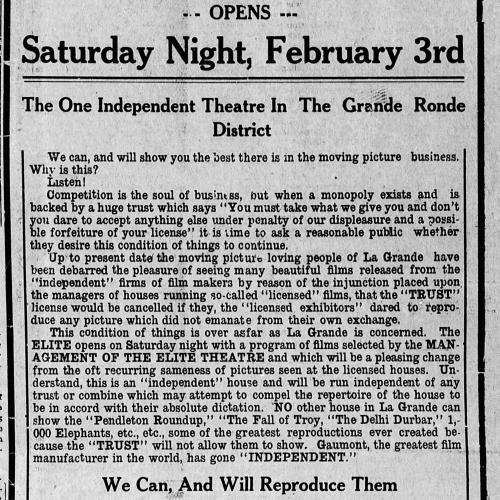 -- OPENS ---
Saturday Night, February 3rd
The One Independent Theatre In The Grande Ronde
District
We can, and will show you the best there is in the moving picture business.
Why is this?
Listen!
Competition is the soul of business, but when a monopoly exists and is
backed by a huge trust which says "You must take what we give you and don't
you dare to accept anything else under penalty of our displeasure and a possi-
ble forfeiture of your license" it is time to ask a reasonable public whether
they desire this condition of things to continue.
Up to present date the moving picture loving people of La Grande have
been debarred the pleasure of seeing many beautiful films released from the
"independent" firms of film makers by reason of the injunction placed upon
the managers of houses running so-called "licensed" films, that the "TRUST"
license would be cancelled if they, the "licensed exhibitors" dared to repro-
duce any picture which did not emanate from their own exchange.
This condition of things is over asfar as La Grande is concerned. The
ELITE opens on Saturday night with a program of films selected by the MAN-
AGEMENT OF THE ELITE THEATRE and which will be a pleasing change
from the oft recurring sameness of pictures seen at the licensed houses. Un-
derstand, this is an "independent" house and will be run independent of any
trust or combine which may attempt to compel the repertoire of the house to
be in accord with their absolute dictation. NO other house in La Grande can
show the "Pendleton Roundup," "The Fall of Troy, "The Delhi Durbar," 1,-
000 Elephants, etc., etc., some of the greatest reproductions ever created be-
cause the "TRUST" will not allow them to show. Gaumont, the greatest film
manufacturer in the world, has gone "INDEPENDENT."
We Can, And Will Reproduce Them